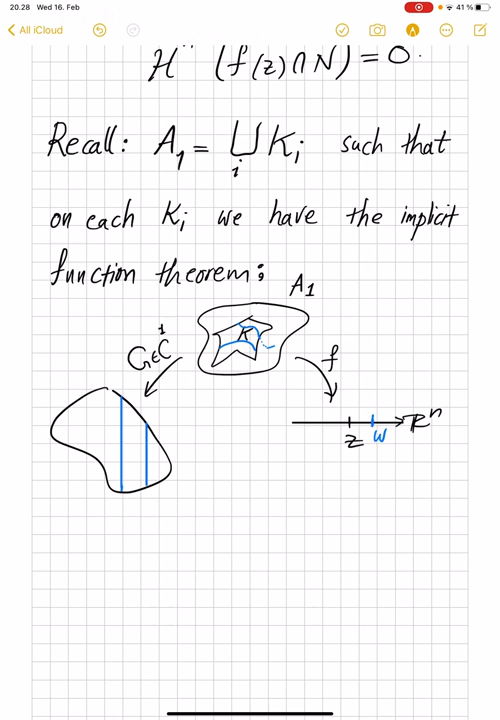 20.28 Wed 16. Feb 41 %
All iCloud
(f(z)∩N) = 0.
Recall: A₁ = ⋃ Kᵢ such that
i
on each Kᵢ we have the implicit
function theorem:
A₁
G∈C¹
K
f
z w ℝⁿ